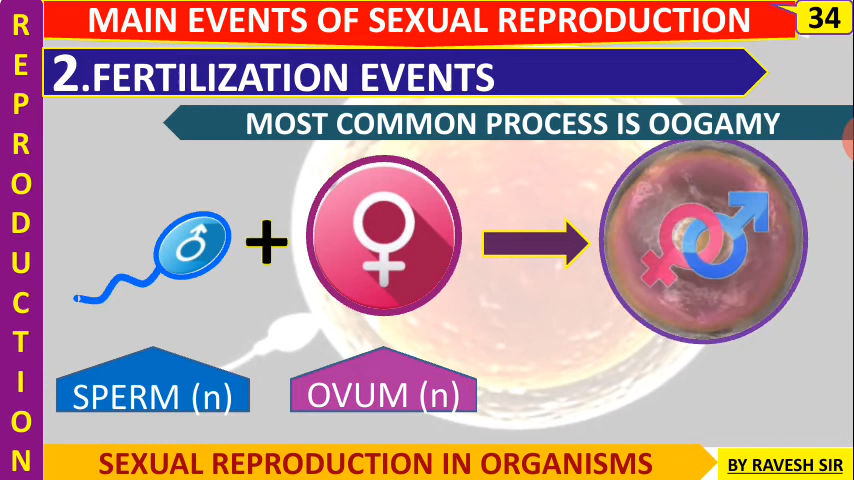 MAIN EVENTS OF SEXUAL REPRODUCTION
34
2.FERTILIZATION EVENTS
MOST COMMON PROCESS IS OOGAMY
SPERM (n)
OVUM (n)
SEXUAL REPRODUCTION IN ORGANISMS
BY RAVESH SIR
REPRODUCTION